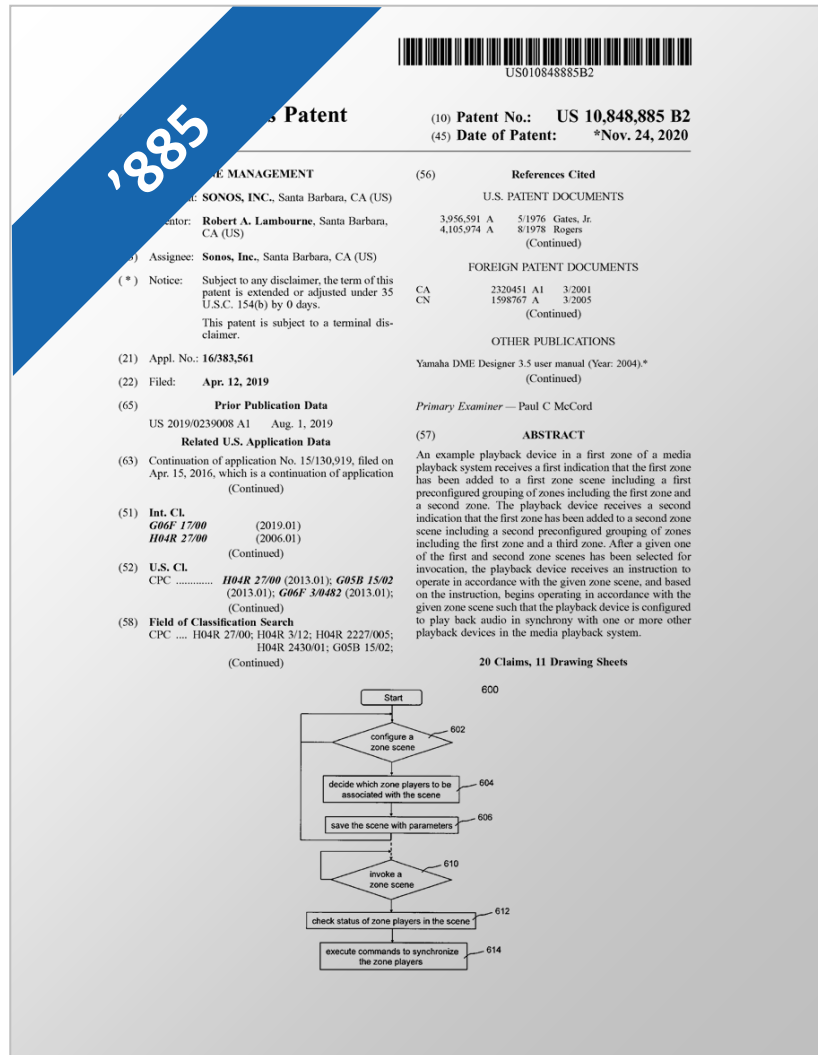 US010848885B2
’885
s Patent
(10) Patent No.: US 10,848,885 B2
(45) Date of Patent: *Nov. 24, 2020
NE MANAGEMENT
SONOS, INC., Santa Barbara, CA (US)
Robert A. Lambourne, Santa Barbara,
CA (US)
Assignee: Sonos, Inc., Santa Barbara, CA (US)
( * ) Notice: Subject to any disclaimer, the term of this
patent is extended or adjusted under 35
U.S.C. 154(b) by 0 days.
This patent is subject to a terminal dis-
claimer.
(21) Appl. No.: 16/383,561
(22) Filed: Apr. 12, 2019
(65) Prior Publication Data
US 2019/0239008 A1 Aug. 1, 2019
Related U.S. Application Data
(63) Continuation of application No. 15/130,919, filed on
Apr. 15, 2016, which is a continuation of application
(Continued)
(51) Int. Cl.
G06F 17/00 (2019.01)
H04R 27/00 (2006.01)
(Continued)
(52) U.S. Cl.
CPC ............. H04R 27/00 (2013.01); G05B 15/02
(2013.01); G06F 3/0482 (2013.01);
(Continued)
(58) Field of Classification Search
CPC .... H04R 27/00; H04R 3/12; H04R 2227/005;
H04R 2430/01; G05B 15/02;
(Continued)
(56) References Cited
U.S. PATENT DOCUMENTS
3,956,591 A 5/1976 Gates, Jr.
4,105,974 A 8/1978 Rogers
(Continued)
FOREIGN PATENT DOCUMENTS
CA 2320451 A1 3/2001
CN 1598767 A 3/2005
(Continued)
OTHER PUBLICATIONS
Yamaha DME Designer 3.5 user manual (Year: 2004).*
(Continued)
Primary Examiner — Paul C McCord
(57) ABSTRACT
An example playback device in a first zone of a media
playback system receives a first indication that the first zone
has been added to a first zone scene including a first
preconfigured grouping of zones including the first zone and
a second zone. The playback device receives a second
indication that the first zone has been added to a second zone
scene including a second preconfigured grouping of zones
including the first zone and a third zone. After a given one
of the first and second zone scenes has been selected for
invocation, the playback device receives an instruction to
operate in accordance with the given zone scene, and based
on the instruction, begins operating in accordance with the
given zone scene such that the playback device is configured
to play back audio in synchrony with one or more other
playback devices in the media playback system.
20 Claims, 11 Drawing Sheets
600
Start
configure a
zone scene
602
decide which zone players to be
associated with the scene
604
save the scene with parameters
606
invoke a
zone scene
610
check status of zone players in the scene
612
execute commands to synchronize
the zone players
614